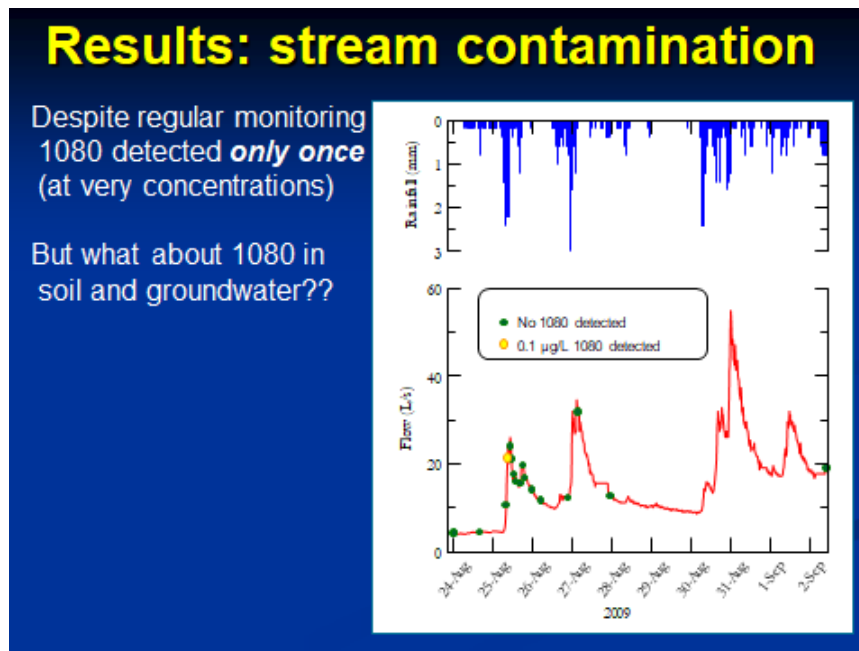 Results: stream contamination
Despite regular monitoring
1080 detected only once
(at very concentrations)
But what about 1080 in
soil and groundwater??
0
1
2
3
Rainfall (mm)
60
40
20
0
Flow (L/s)
No 1080 detected
0.1 µg/L 1080 detected
24-Aug
25-Aug
26-Aug
27-Aug
28-Aug
29-Aug
30-Aug
31-Aug
1-Sep
2-Sep
2009